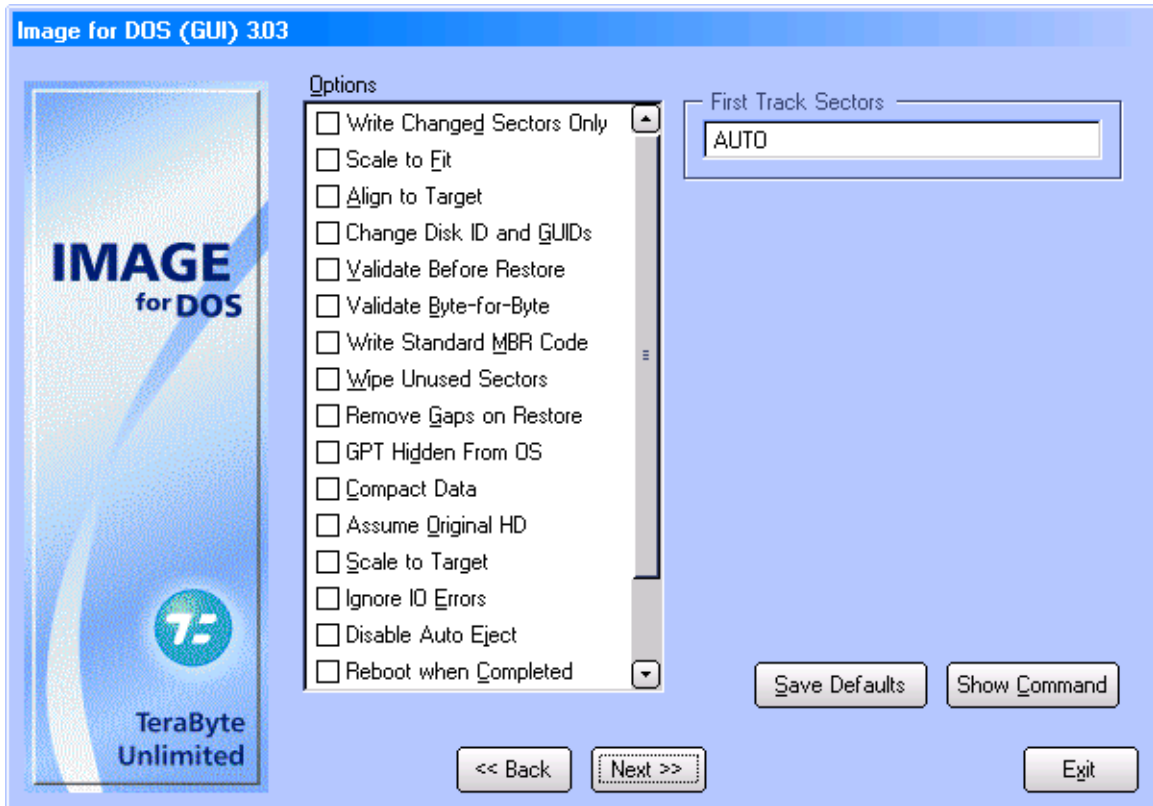 Image for DOS (GUI) 3.03
IMAGE
for DOS
TeraByte
Unlimited
Options
Write Changed Sectors Only
Scale to Fit
Align to Target
Change Disk ID and GUIDs
Validate Before Restore
Validate Byte-for-Byte
Write Standard MBR Code
Wipe Unused Sectors
Remove Gaps on Restore
GPT Hidden From OS
Compact Data
Assume Original HD
Scale to Target
Ignore IO Errors
Disable Auto Eject
Reboot when Completed
First Track Sectors
AUTO
Save Defaults
Show Command
<< Back
Next >>
Exit